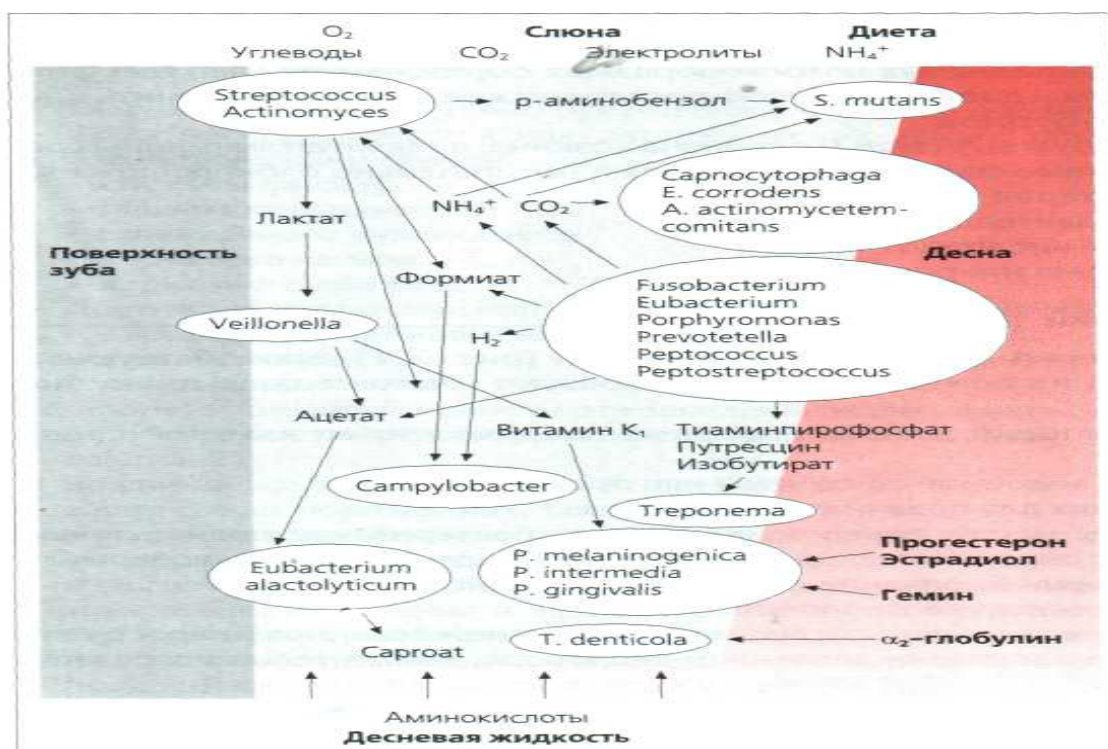 O₂ Слюна Диета
Углеводы CO₂ Электролиты NH₄⁺
Streptococcus
Actinomyces
p-аминобензол
S. mutans
Capnocytophaga
E. corrodens
A. actinomycetem-
comitans
NH₄⁺ CO₂
Лактат
Поверхность
зуба
Десна
Формиат
Fusobacterium
Eubacterium
Porphyromonas
Prevotetella
Peptococcus
Peptostreptococcus
Veillonella
H₂
Ацетат
Витамин K₁
Тиаминпирофосфат
Путресцин
Изобутират
Campylobacter
Treponema
Eubacterium
alactolyticum
P. melaninogenica
P. intermedia
P. gingivalis
Прогестерон
Эстрадиол
Гемин
T. denticola
α₂-глобулин
Caproat
Аминокислоты
Десневая жидкость